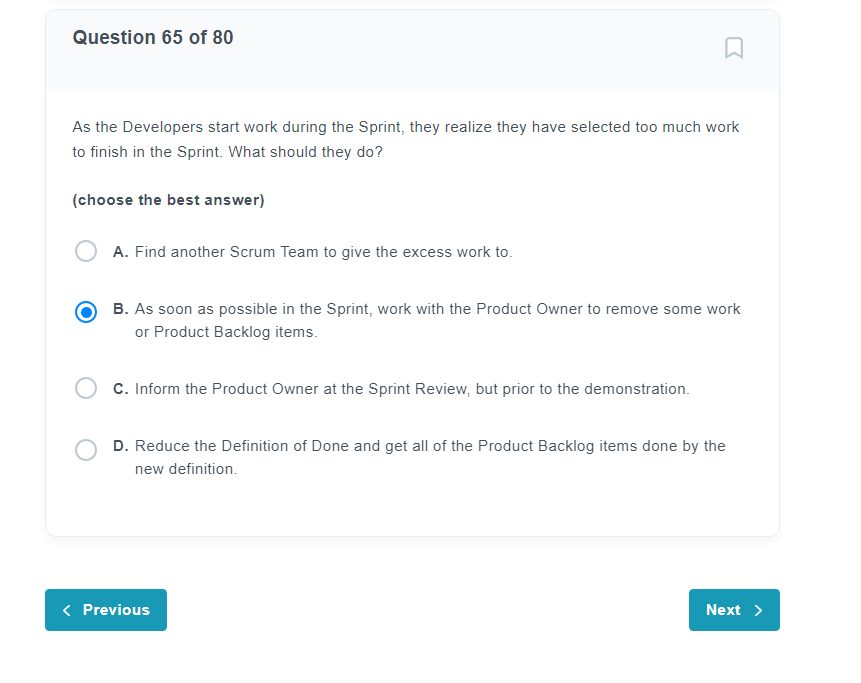 Question 65 of 80
As the Developers start work during the Sprint, they realize they have selected too much work
to finish in the Sprint. What should they do?
(choose the best answer)
A. Find another Scrum Team to give the excess work to.
B. As soon as possible in the Sprint, work with the Product Owner to remove some work
or Product Backlog items.
C. Inform the Product Owner at the Sprint Review, but prior to the demonstration.
D. Reduce the Definition of Done and get all of the Product Backlog items done by the
new definition.
Previous
Next